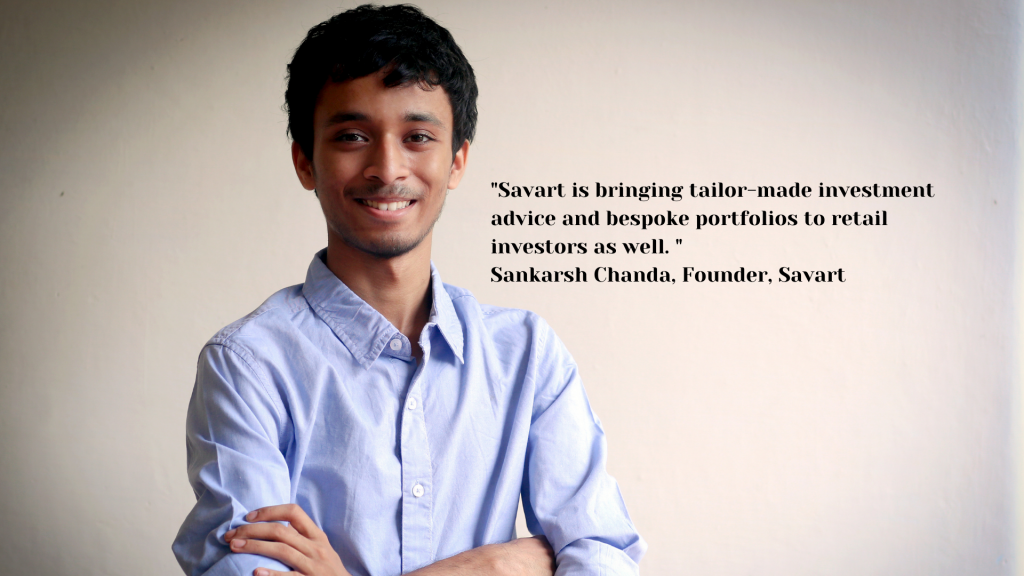 "Savart is bringing tailor-made investment
advice and bespoke portfolios to retail
investors as well. "
Sankarsh Chanda, Founder, Savart